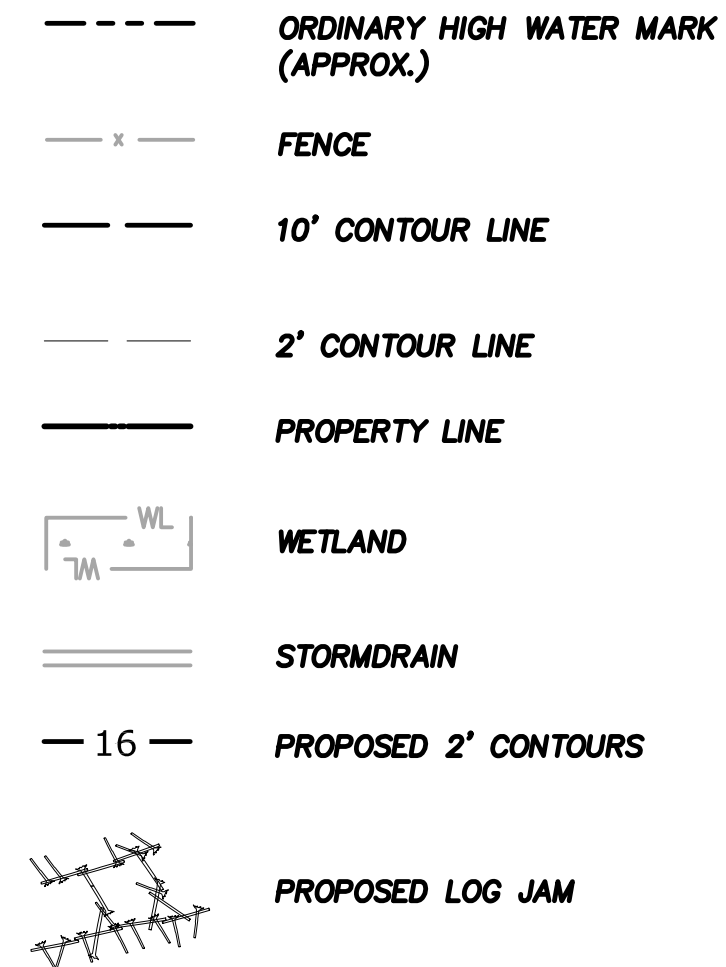 ORDINARY HIGH WATER MARK
(APPROX.)
x
FENCE
10' CONTOUR LINE
2' CONTOUR LINE
PROPERTY LINE
WL
WL
WETLAND
STORMDRAIN
16
PROPOSED 2' CONTOURS
PROPOSED LOG JAM